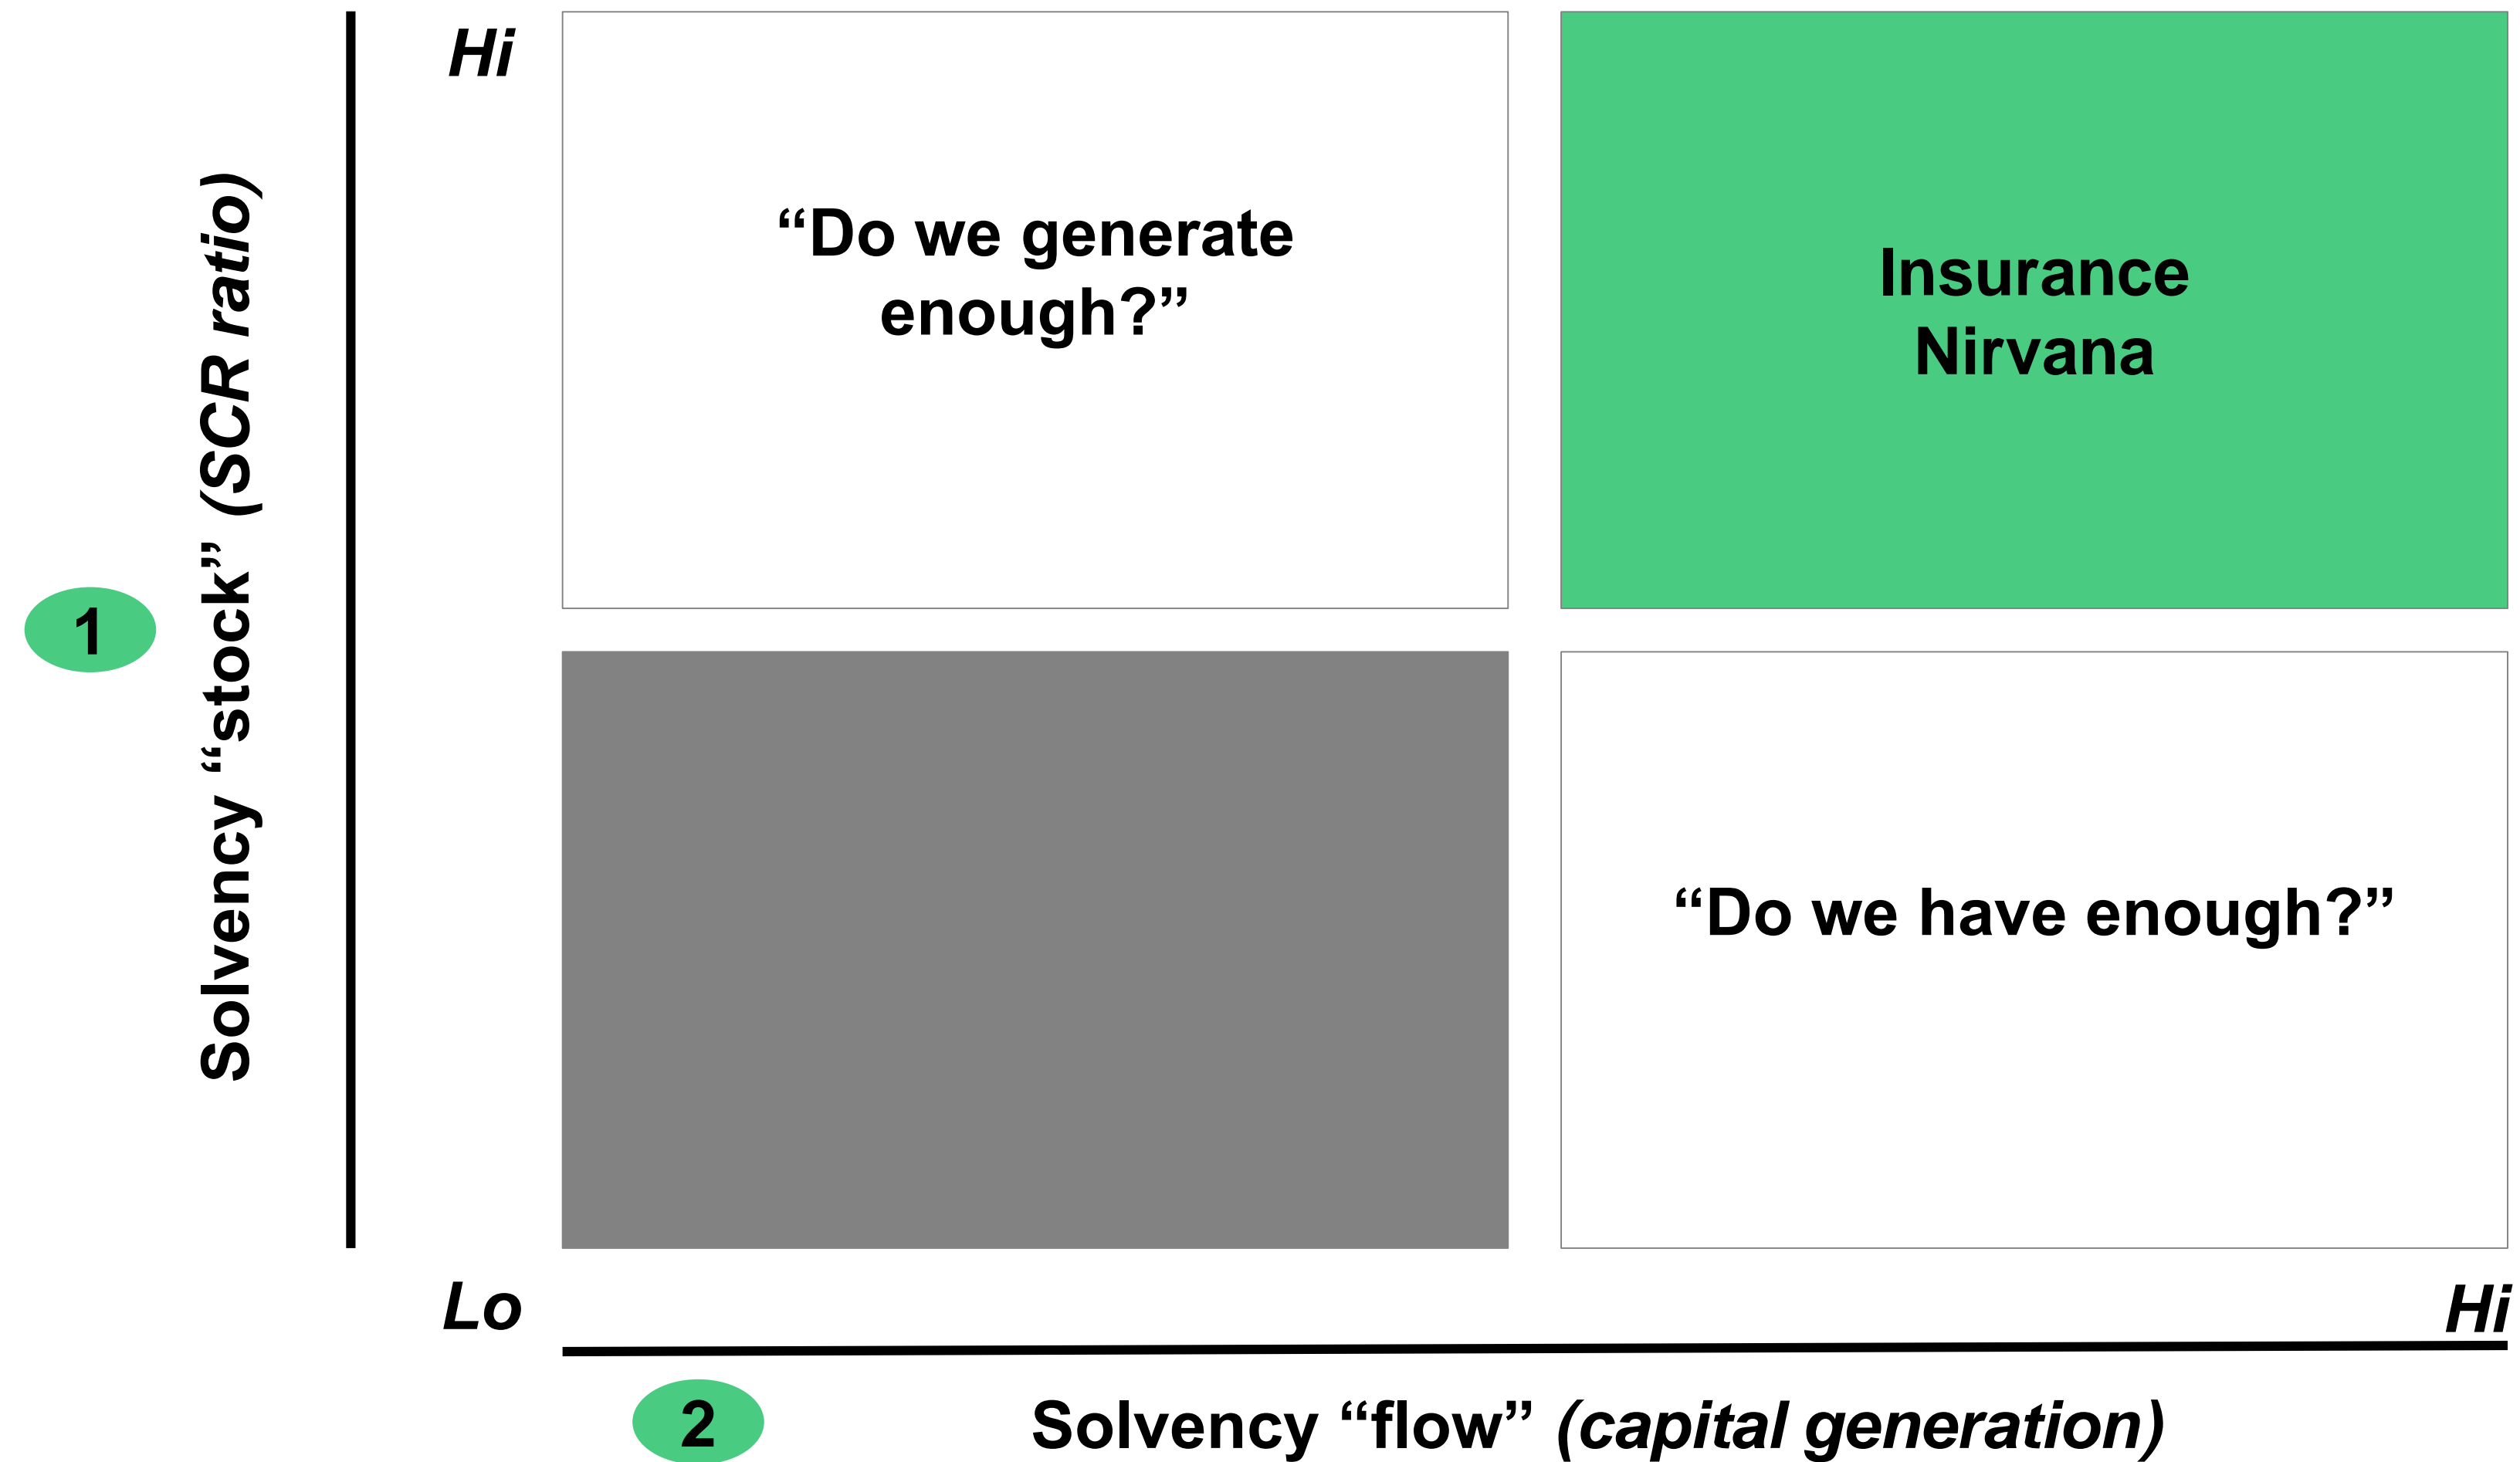 Hi
“Do we generate
enough?”
Insurance
Nirvana
1
Solvency “stock” (SCR ratio)
“Do we have enough?”
Lo
Hi
2
Solvency “flow” (capital generation)